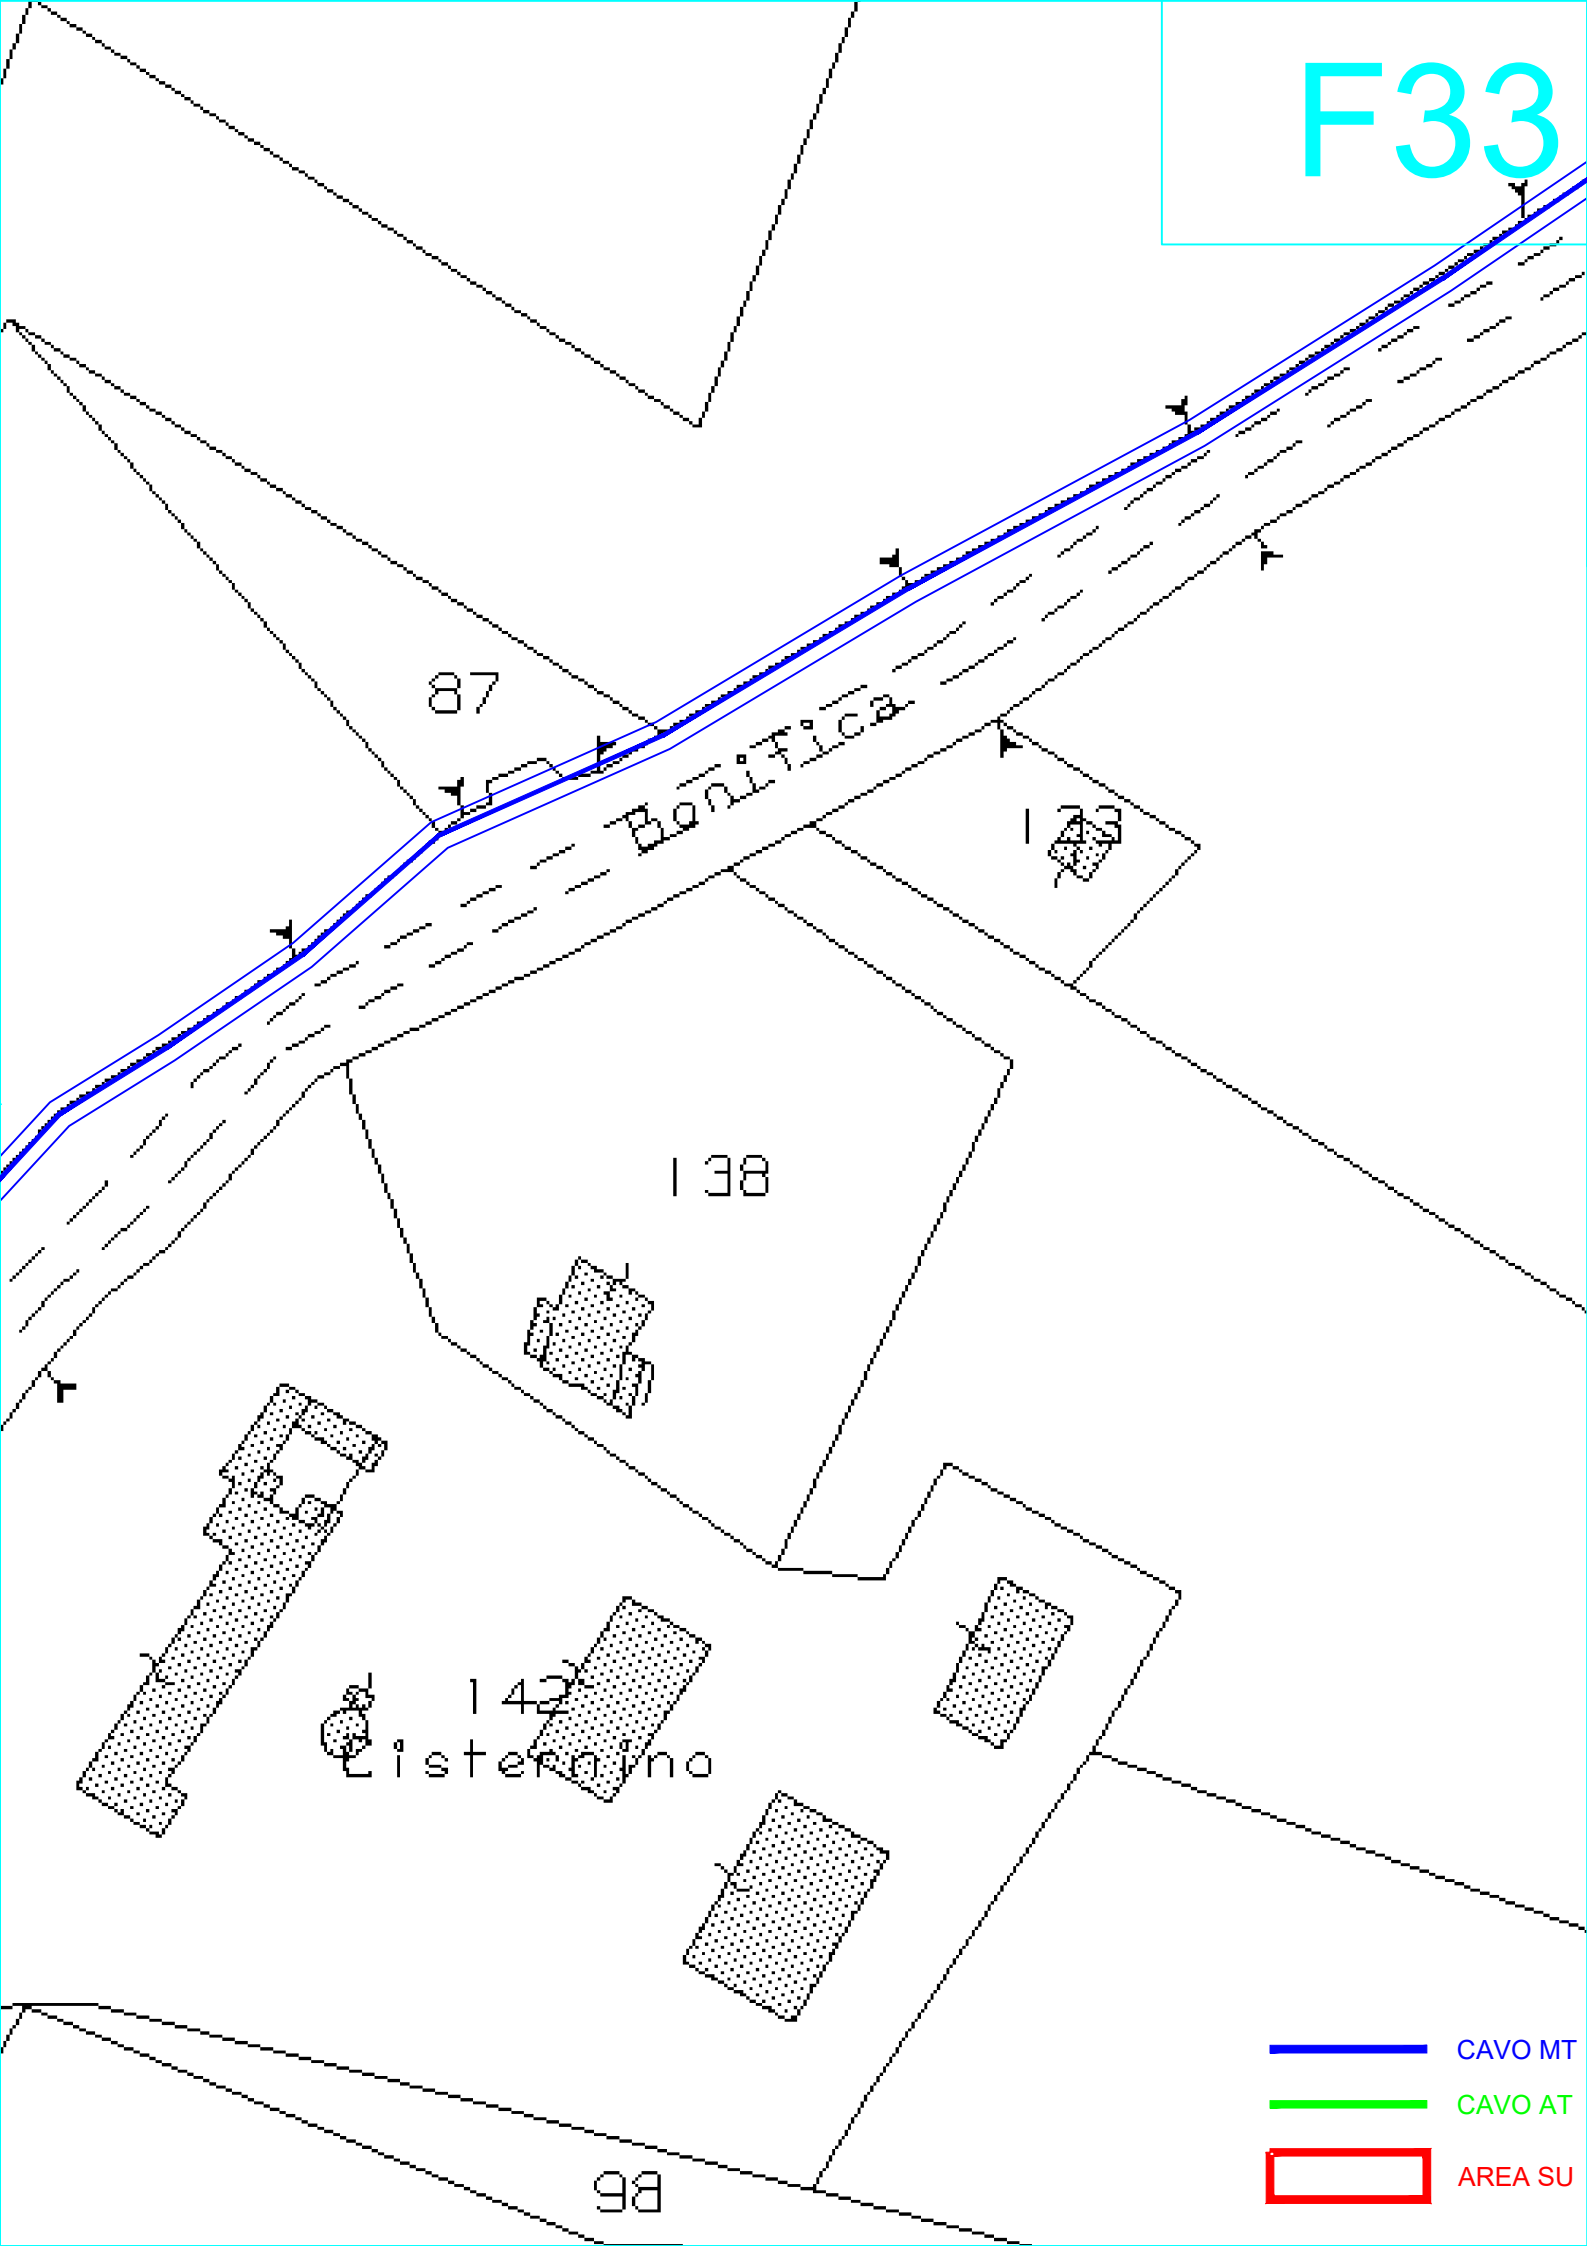 F33
87
Bonifica
133
138
142
Cisternino
98
CAVO MT
CAVO AT
AREA SU